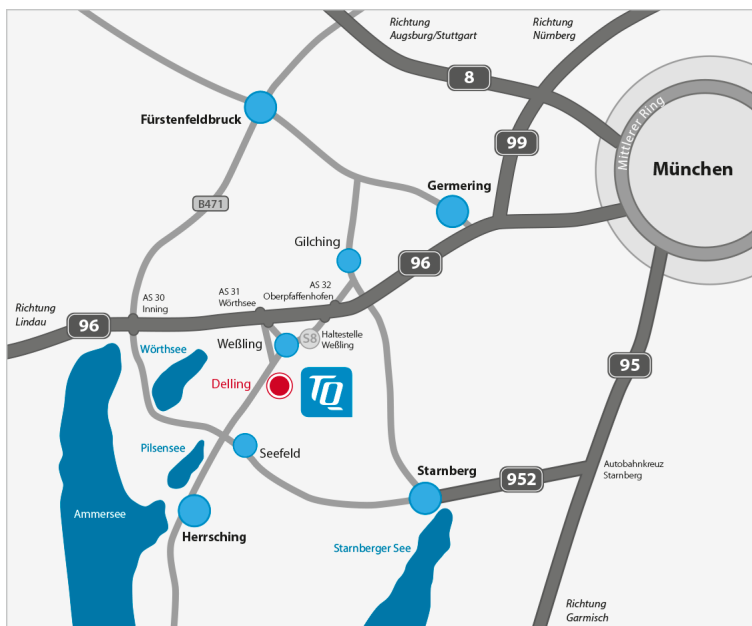 Richtung
Augsburg/Stuttgart
Richtung
Nürnberg
8
99
Mittlerer Ring
München
Fürstenfeldbruck
B471
Germering
Gilching
96
AS 30
Inning
AS 31
Wörthsee
AS 32
Oberpfaffenhofen
Richtung
Lindau
96
Weßling
S8
Haltestelle
Weßling
Wörthsee
Delling
TQ
95
Pilsensee
Seefeld
Starnberg
952
Autobahnkreuz
Starnberg
Ammersee
Herrsching
Starnberger See
Richtung
Garmisch